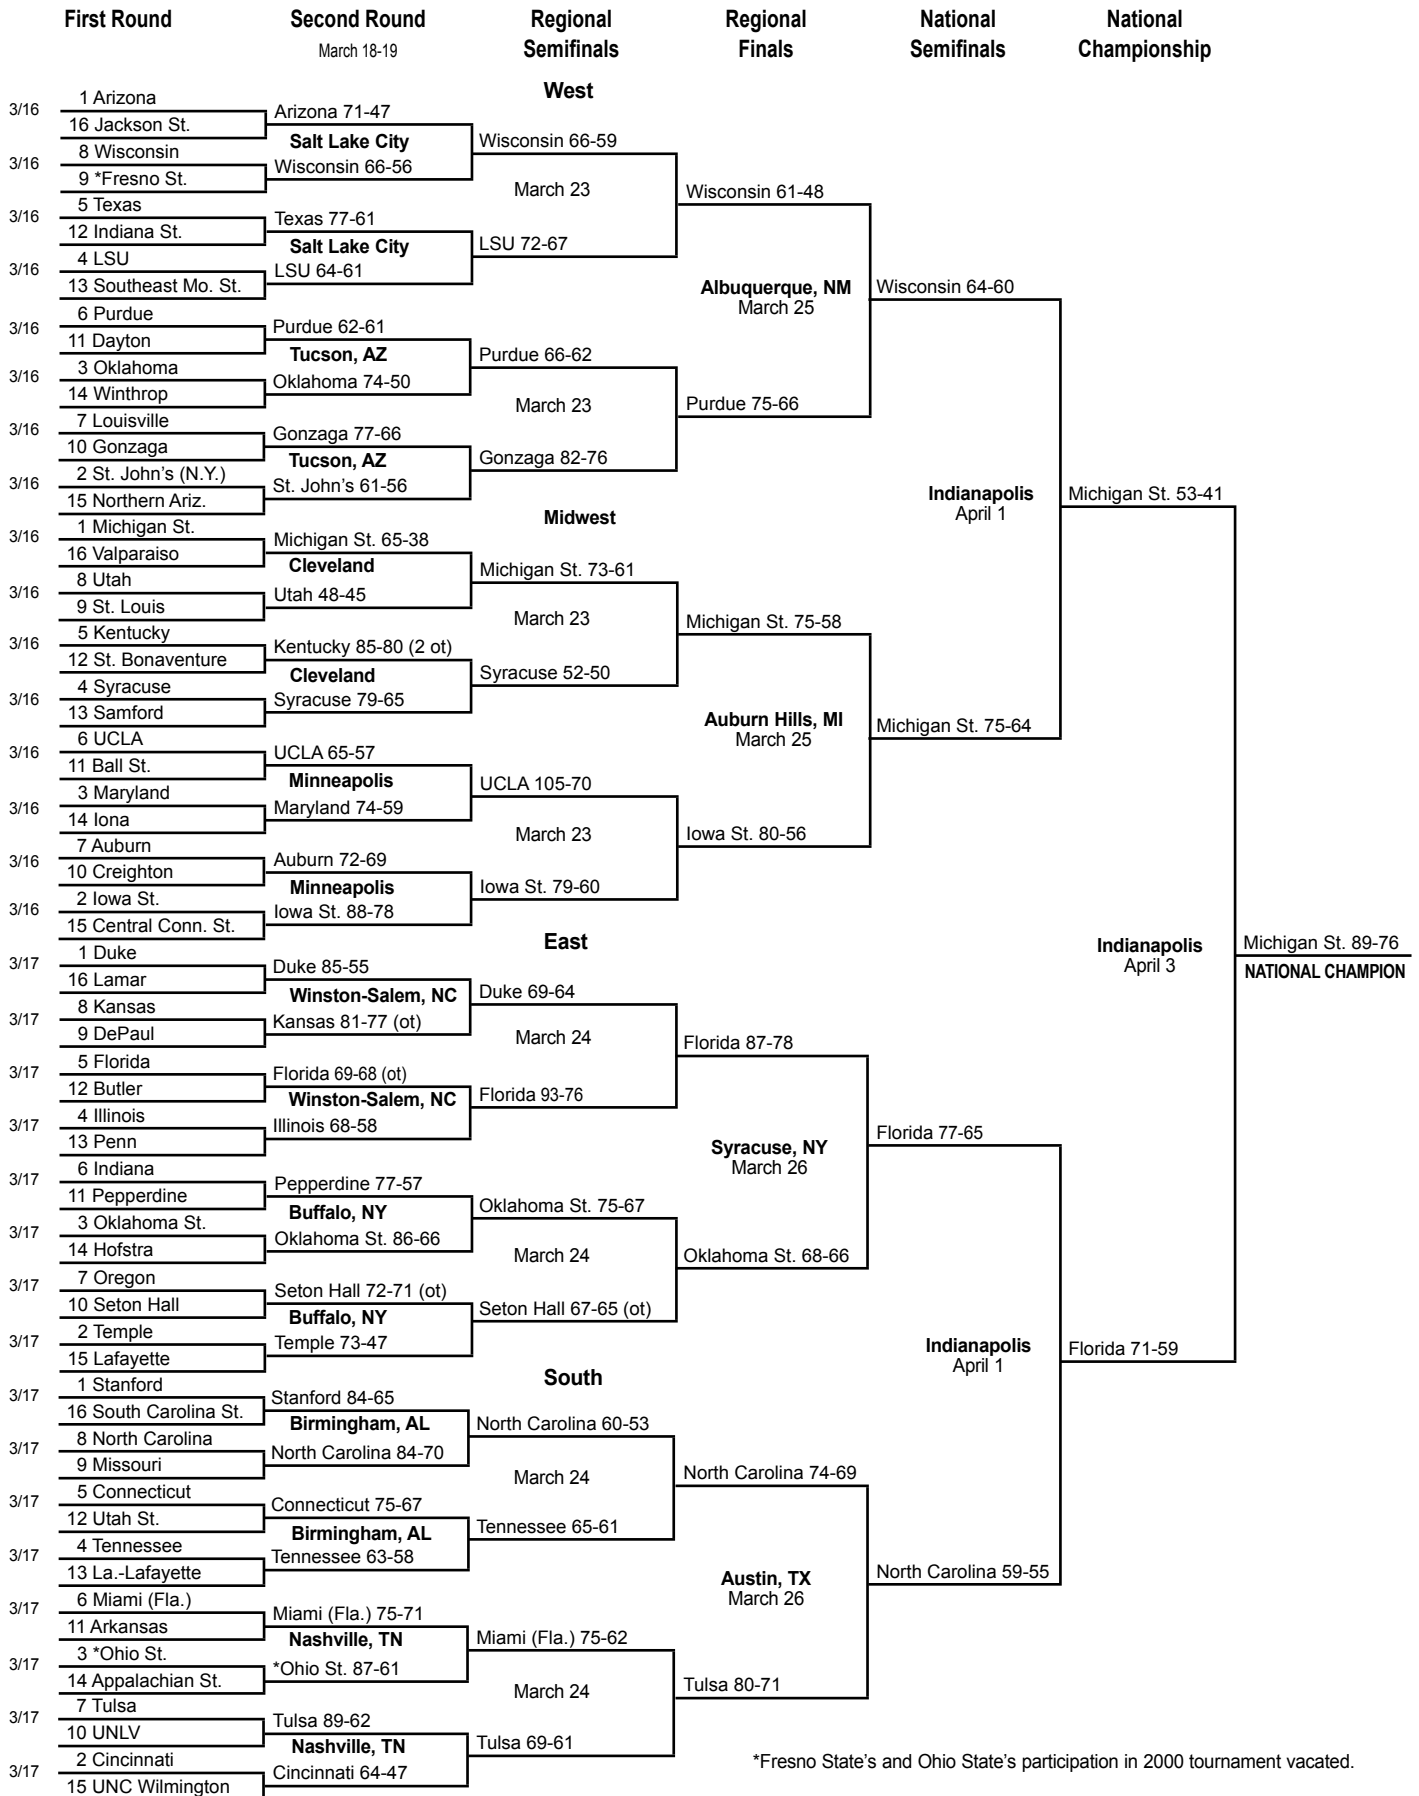 First Round
Second Round
March 18-19
Regional
Semifinals
Regional
Finals
National
Semifinals
National
Championship
West
3/16
1 Arizona
16 Jackson St.
3/16
8 Wisconsin
9 *Fresno St.
3/16
5 Texas
12 Indiana St.
3/16
4 LSU
13 Southeast Mo. St.
3/16
6 Purdue
11 Dayton
3/16
3 Oklahoma
14 Winthrop
3/16
7 Louisville
10 Gonzaga
3/16
2 St. John's (N.Y.)
15 Northern Ariz.
Arizona 71-47
Salt Lake City
Wisconsin 66-56
Texas 77-61
Salt Lake City
LSU 64-61
Purdue 62-61
Tucson, AZ
Oklahoma 74-50
Gonzaga 77-66
Tucson, AZ
St. John's 61-56
Wisconsin 66-59
March 23
LSU 72-67
Purdue 66-62
March 23
Gonzaga 82-76
Wisconsin 61-48
Albuquerque, NM
March 25
Purdue 75-66
Wisconsin 64-60
Midwest
3/16
1 Michigan St.
16 Valparaiso
3/16
8 Utah
9 St. Louis
3/16
5 Kentucky
12 St. Bonaventure
3/16
4 Syracuse
13 Samford
3/16
6 UCLA
11 Ball St.
3/16
3 Maryland
14 Iona
3/16
7 Auburn
10 Creighton
3/16
2 Iowa St.
15 Central Conn. St.
Michigan St. 65-38
Cleveland
Utah 48-45
Kentucky 85-80 (2 ot)
Cleveland
Syracuse 79-65
UCLA 65-57
Minneapolis
Maryland 74-59
Auburn 72-69
Minneapolis
Iowa St. 88-78
Michigan St. 73-61
March 23
Syracuse 52-50
UCLA 105-70
March 23
Iowa St. 79-60
Michigan St. 75-58
Auburn Hills, MI
March 25
Iowa St. 80-56
Michigan St. 75-64
Indianapolis
April 1
Michigan St. 53-41
East
3/17
1 Duke
16 Lamar
3/17
8 Kansas
9 DePaul
3/17
5 Florida
12 Butler
3/17
4 Illinois
13 Penn
3/17
6 Indiana
11 Pepperdine
3/17
3 Oklahoma St.
14 Hofstra
3/17
7 Oregon
10 Seton Hall
3/17
2 Temple
15 Lafayette
Duke 85-55
Winston-Salem, NC
Kansas 81-77 (ot)
Florida 69-68 (ot)
Winston-Salem, NC
Illinois 68-58
Pepperdine 77-57
Buffalo, NY
Oklahoma St. 86-66
Seton Hall 72-71 (ot)
Buffalo, NY
Temple 73-47
Duke 69-64
March 24
Florida 93-76
Oklahoma St. 75-67
March 24
Seton Hall 67-65 (ot)
Florida 87-78
Syracuse, NY
March 26
Oklahoma St. 68-66
Florida 77-65
South
3/17
1 Stanford
16 South Carolina St.
3/17
8 North Carolina
9 Missouri
3/17
5 Connecticut
12 Utah St.
3/17
4 Tennessee
13 La.-Lafayette
3/17
6 Miami (Fla.)
11 Arkansas
3/17
3 *Ohio St.
14 Appalachian St.
3/17
7 Tulsa
10 UNLV
3/17
2 Cincinnati
15 UNC Wilmington
Stanford 84-65
Birmingham, AL
North Carolina 84-70
Connecticut 75-67
Birmingham, AL
Tennessee 63-58
Miami (Fla.) 75-71
Nashville, TN
*Ohio St. 87-61
Tulsa 89-62
Nashville, TN
Cincinnati 64-47
North Carolina 60-53
March 24
Tennessee 65-61
Miami (Fla.) 75-62
March 24
Tulsa 69-61
North Carolina 74-69
Austin, TX
March 26
Tulsa 80-71
North Carolina 59-55
Indianapolis
April 1
Florida 71-59
Indianapolis
April 3
Michigan St. 89-76
NATIONAL CHAMPION
*Fresno State's and Ohio State's participation in 2000 tournament vacated.